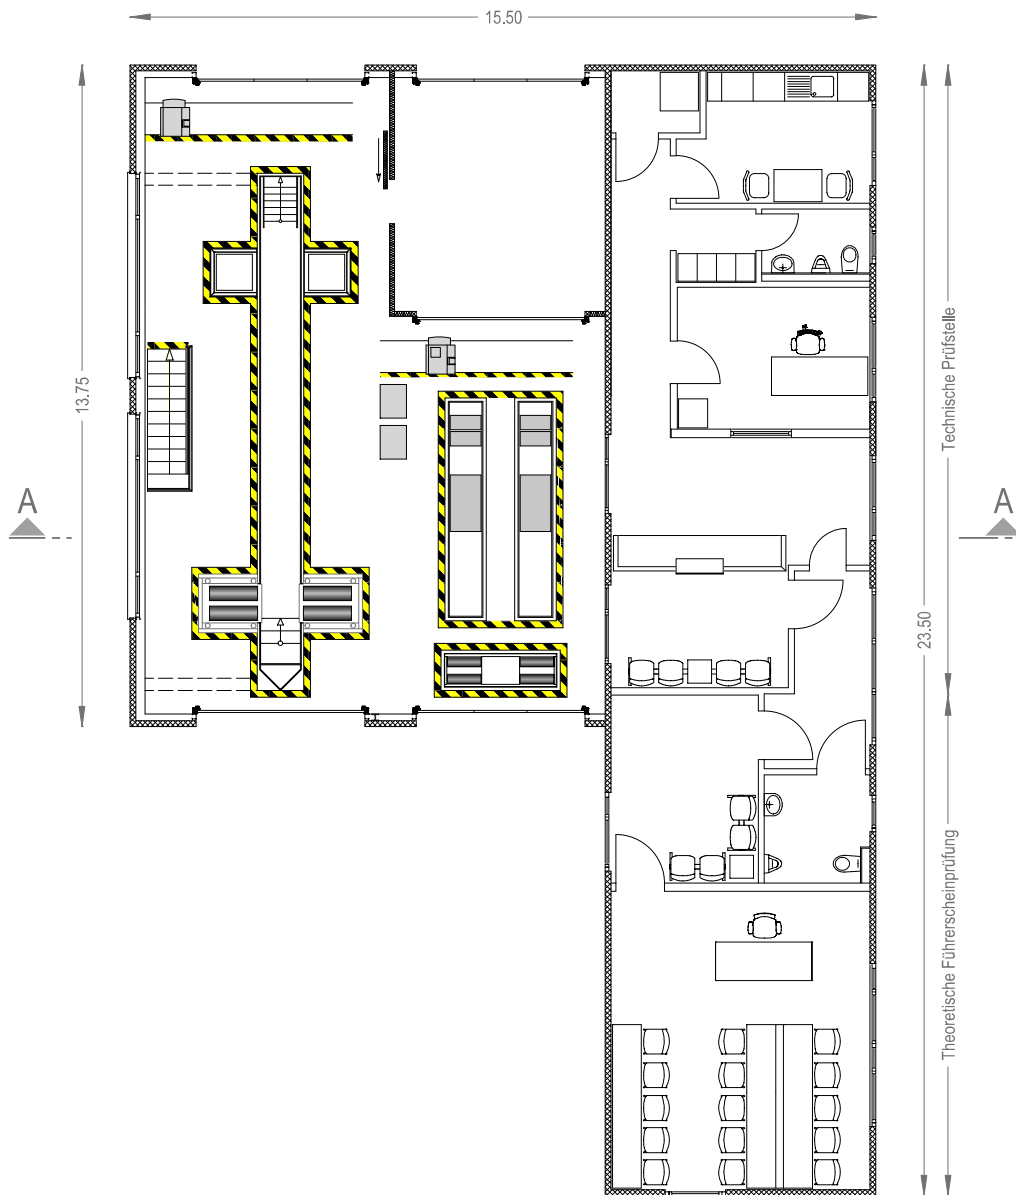 15.50
13.75
Technische Prüfstelle
A
A
23.50
Theoretische Führerscheinprüfung